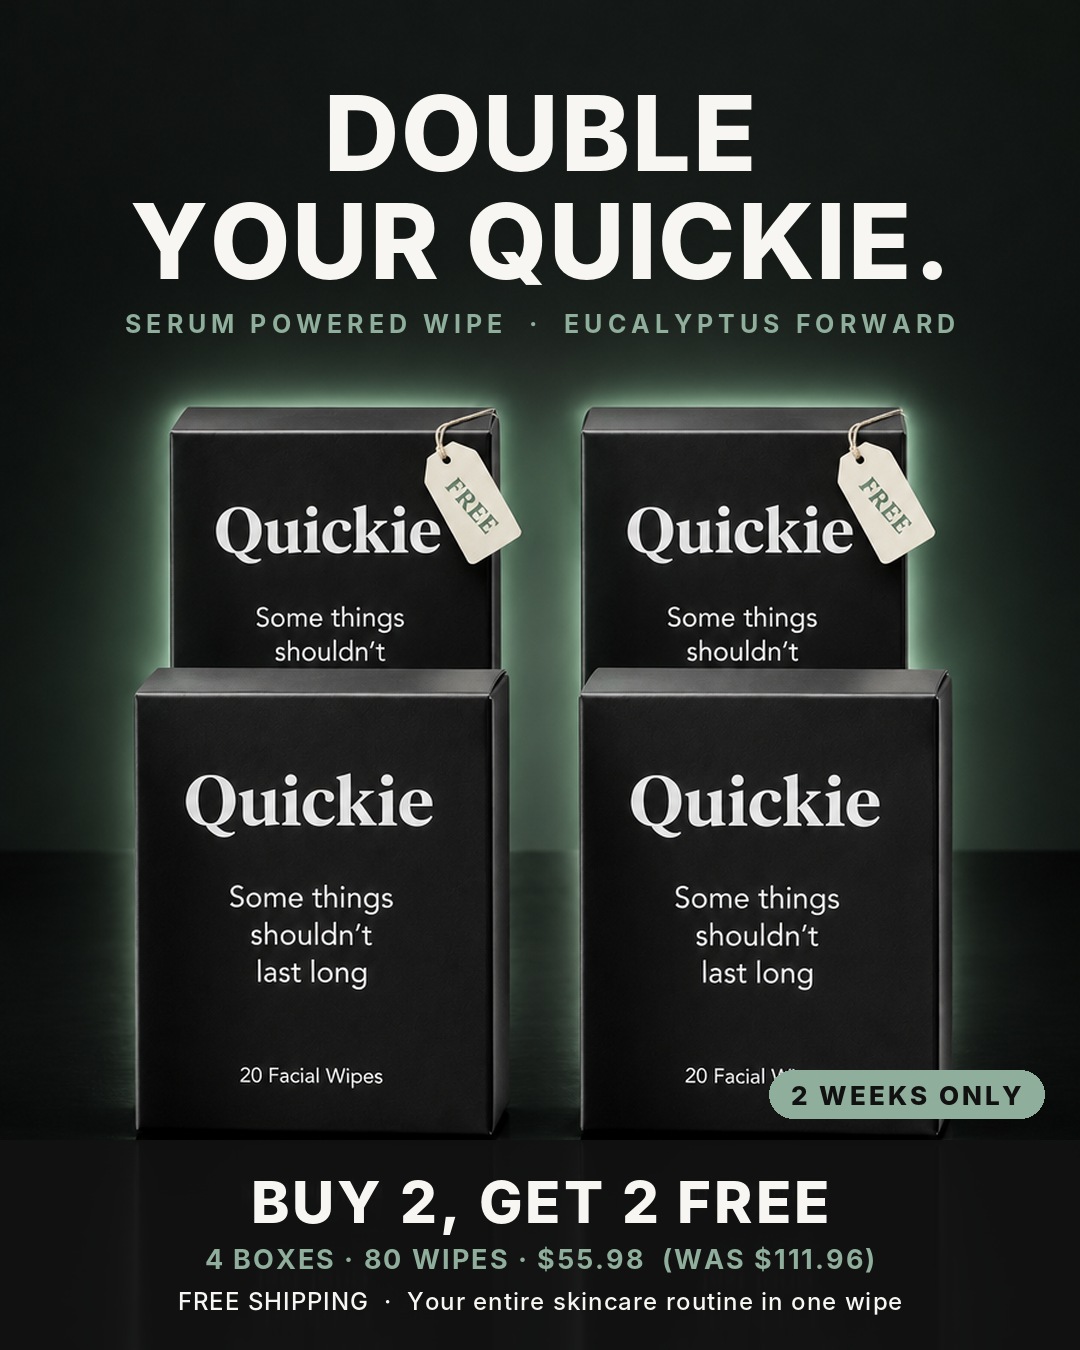 DOUBLE
YOUR QUICKIE.
SERUM POWERED WIPE · EUCALYPTUS FORWARD
FREE
Quickie
Some things
shouldn't
FREE
Quickie
Some things
shouldn't
Quickie
Some things
shouldn't
last long
20 Facial Wipes
Quickie
Some things
shouldn't
last long
20 Facial
2 WEEKS ONLY
BUY 2, GET 2 FREE
4 BOXES · 80 WIPES · $55.98 (WAS $111.96)
FREE SHIPPING · Your entire skincare routine in one wipe